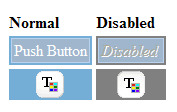 Normal Disabled
Push Button Disabled
T T